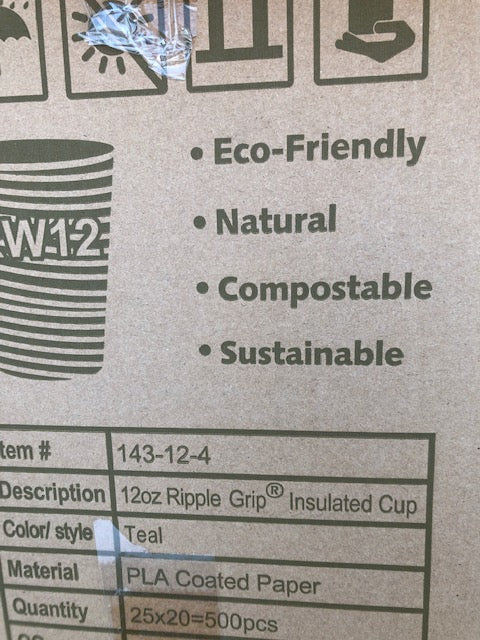 • Eco-Friendly
W12
• Natural
• Compostable
• Sustainable
tem # 143-12-4
Description 12oz Ripple Grip® Insulated Cup
Color/ style Teal
Material PLA Coated Paper
Quantity 25x20=500pcs